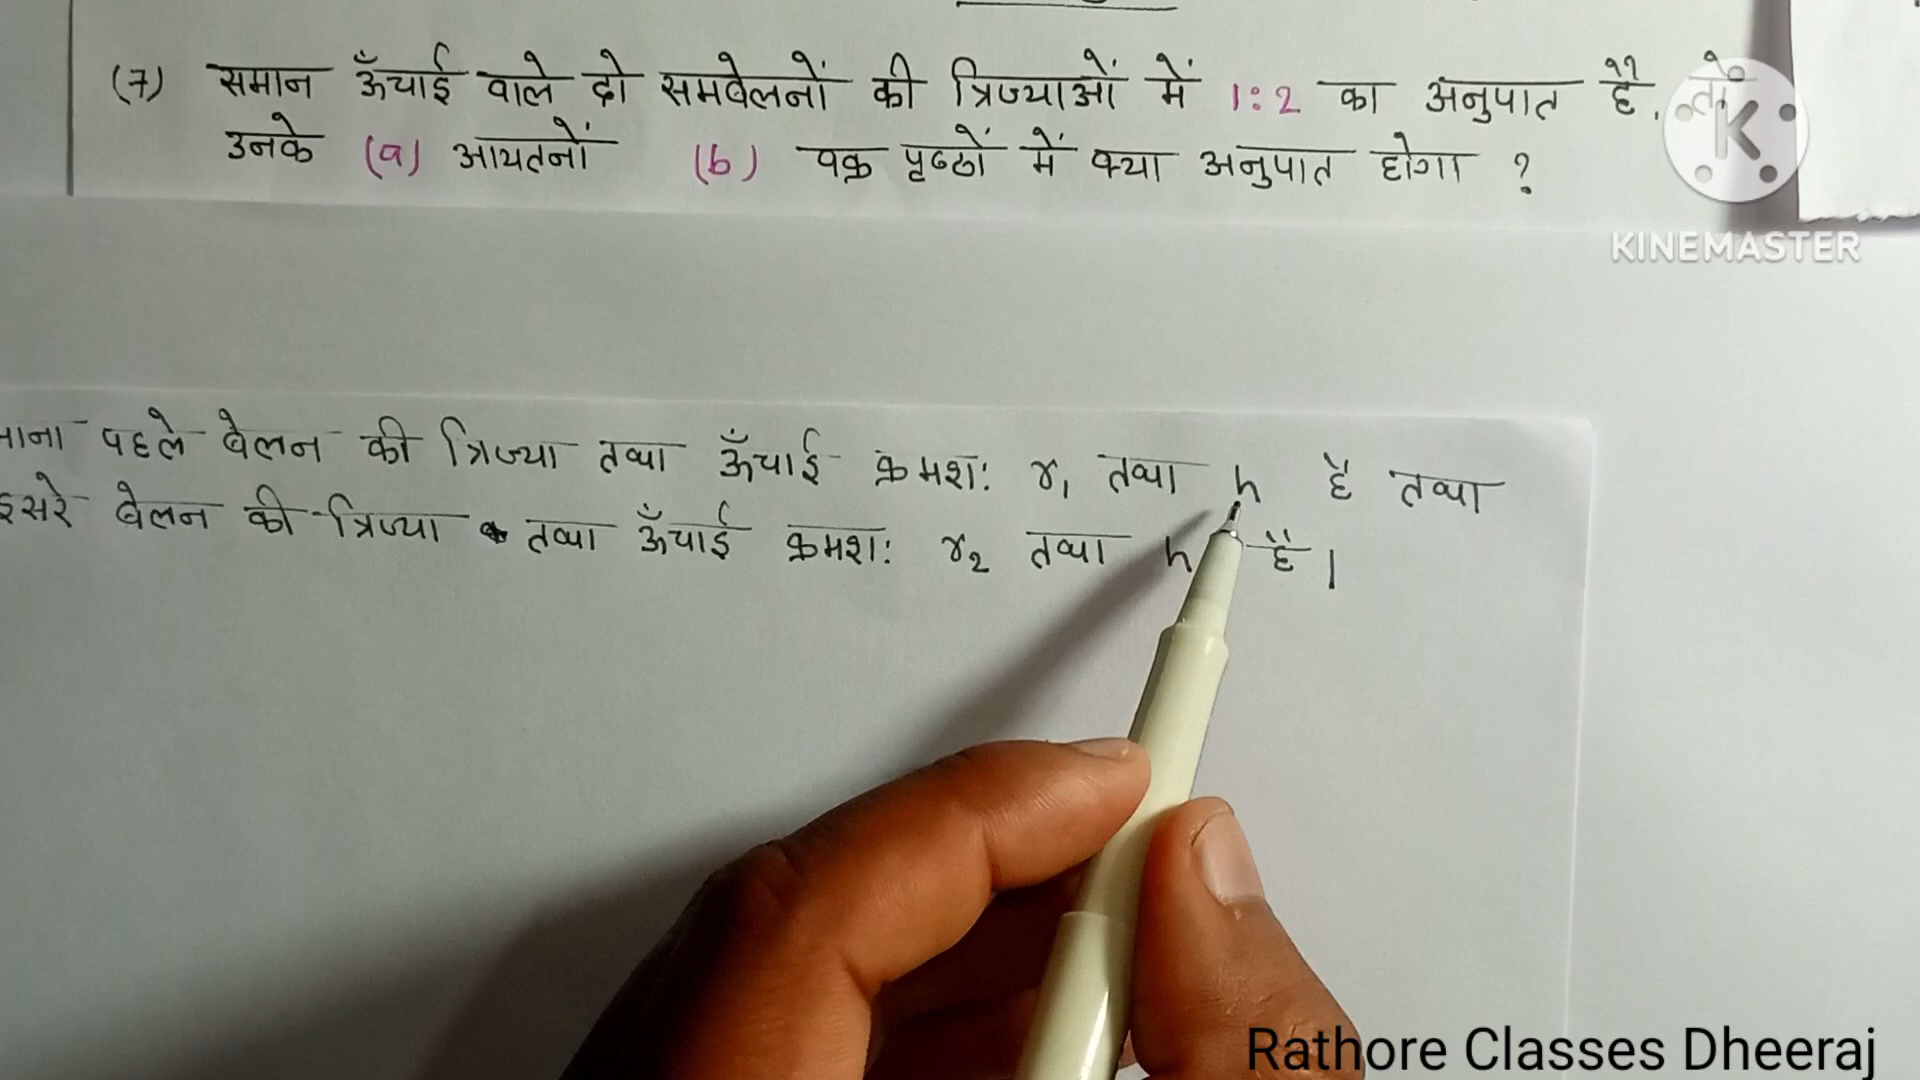 (7) समान ऊँचाई वाले दो समबेलनों की त्रिज्याओं में 1:2 का अनुपात है, तो
उनके (a) आयतनों (b) वक्र पृष्ठों में क्या अनुपात होगा ?
K
KINEMASTER
माना पहले बेलन की त्रिज्या तथा ऊँचाई क्रमशः r₁ तथा h है तथा
दूसरे बेलन की त्रिज्या तथा ऊँचाई क्रमशः r₂ तथा h हैं।
Rathore Classes Dheeraj